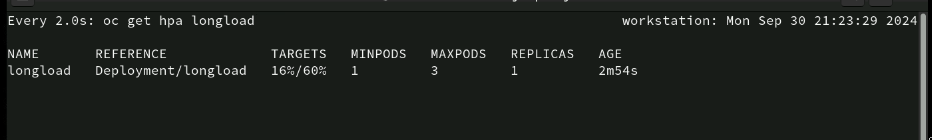 Every 2.0s: oc get hpa longload workstation: Mon Sep 30 21:23:29 2024
NAME REFERENCE TARGETS MINPODS MAXPODS REPLICAS AGE
longload Deployment/longload 16%/60% 1 3 1 2m54s